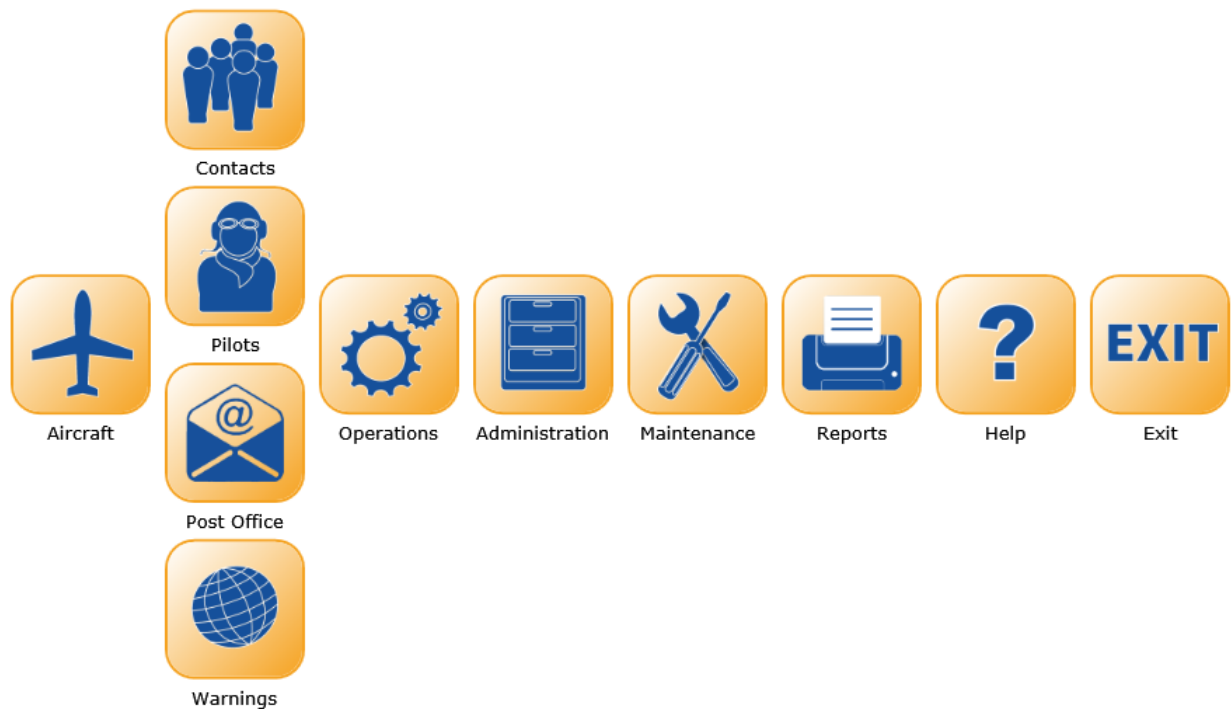 Contacts
Pilots
@
EXIT
Aircraft
Operations
Administration
Maintenance
Reports
?
Help
Exit
Post Office
Warnings